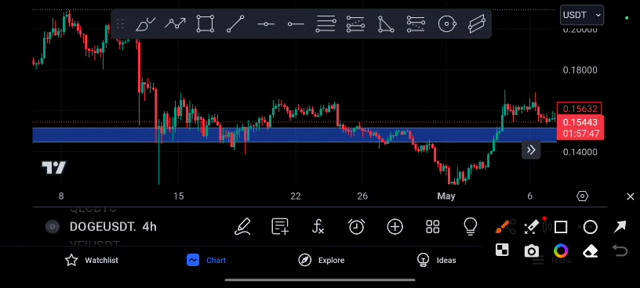 USDT
0.20000
0.18000
0.15632
0.15443
01:57:47
0.14000
8 15 22 26 May 6
DOGEUSDT. 4h
Watchlist Chart Explore Ideas